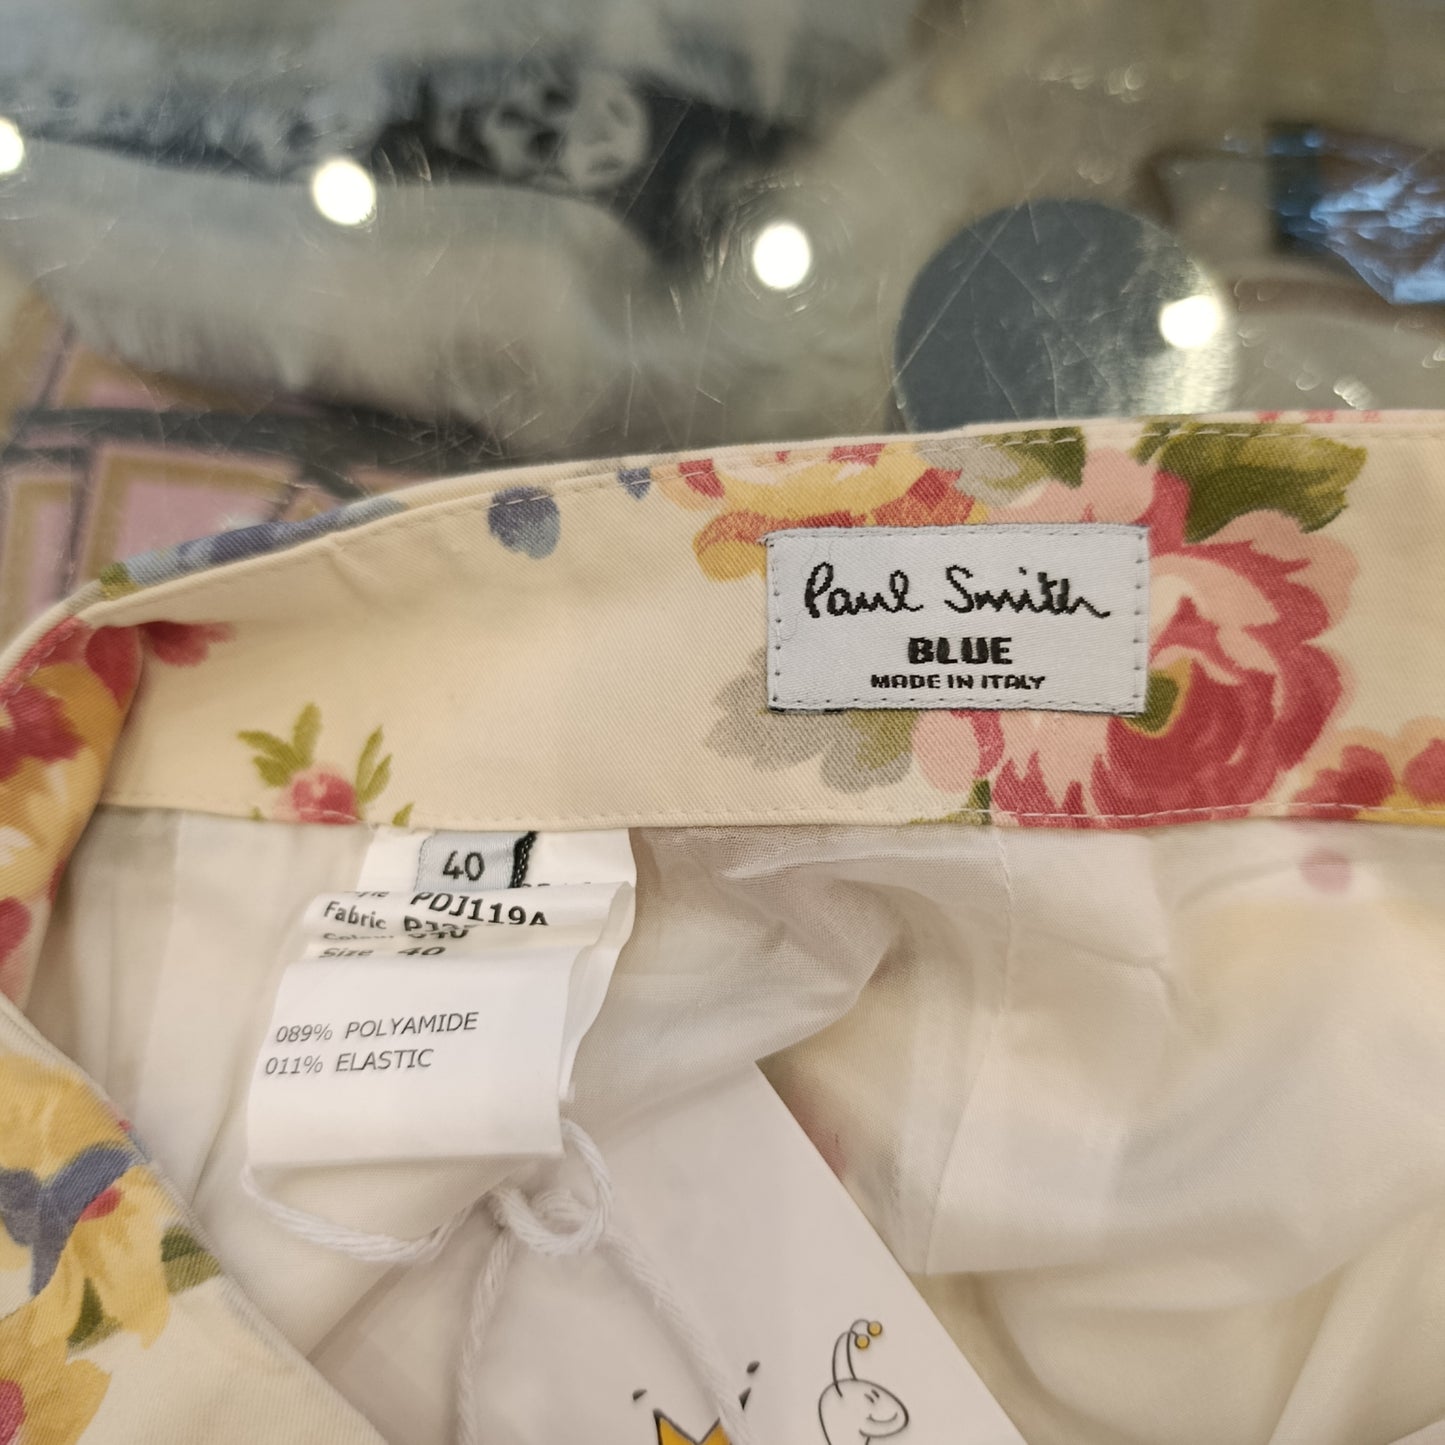 Paul Smith
BLUE
MADE IN ITALY
40
PDJ119A
Fabric
Size 40
089% POLYAMIDE
011% ELASTIC